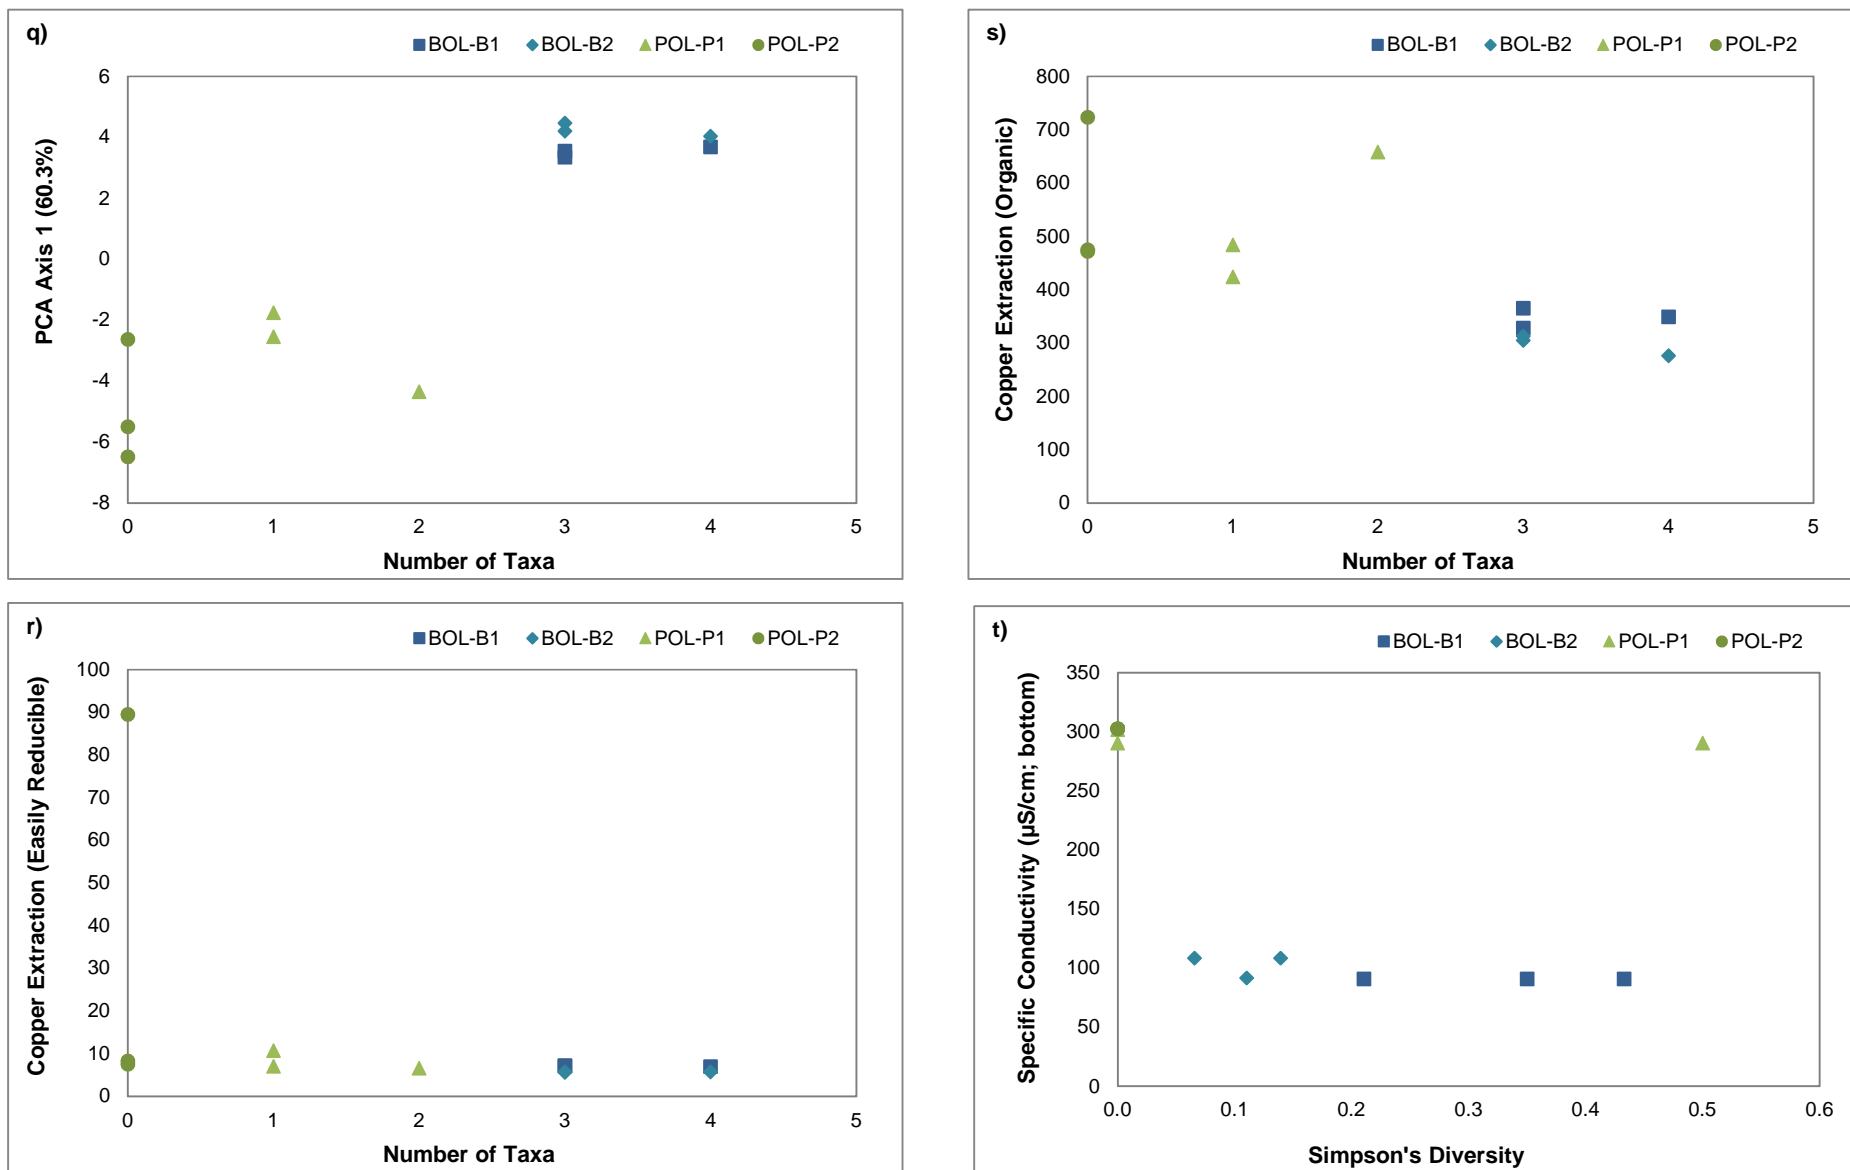 q)
BOL-B1 BOL-B2 POL-P1 POL-P2
6
4
2
0
-2
-4
-6
-8
0 1 2 3 4 5
PCA Axis 1 (60.3%)
Number of Taxa
s)
BOL-B1 BOL-B2 POL-P1 POL-P2
800
700
600
500
400
300
200
100
0
0 1 2 3 4 5
Copper Extraction (Organic)
Number of Taxa
r)
BOL-B1 BOL-B2 POL-P1 POL-P2
100
90
80
70
60
50
40
30
20
10
0
0 1 2 3 4 5
Copper Extraction (Easily Reducible)
Number of Taxa
t)
BOL-B1 BOL-B2 POL-P1 POL-P2
350
300
250
200
150
100
50
0
0.0 0.1 0.2 0.3 0.4 0.5 0.6
Specific Conductivity (µS/cm; bottom)
Simpson's Diversity